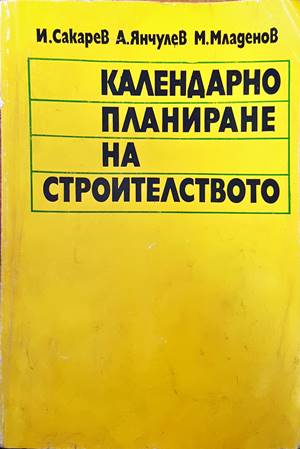 И. Сакарев А. Янчулев М. Младенов
КАЛЕНДАРНО
ПЛАНИРАНЕ
НА
СТРОИТЕЛСТВОТО